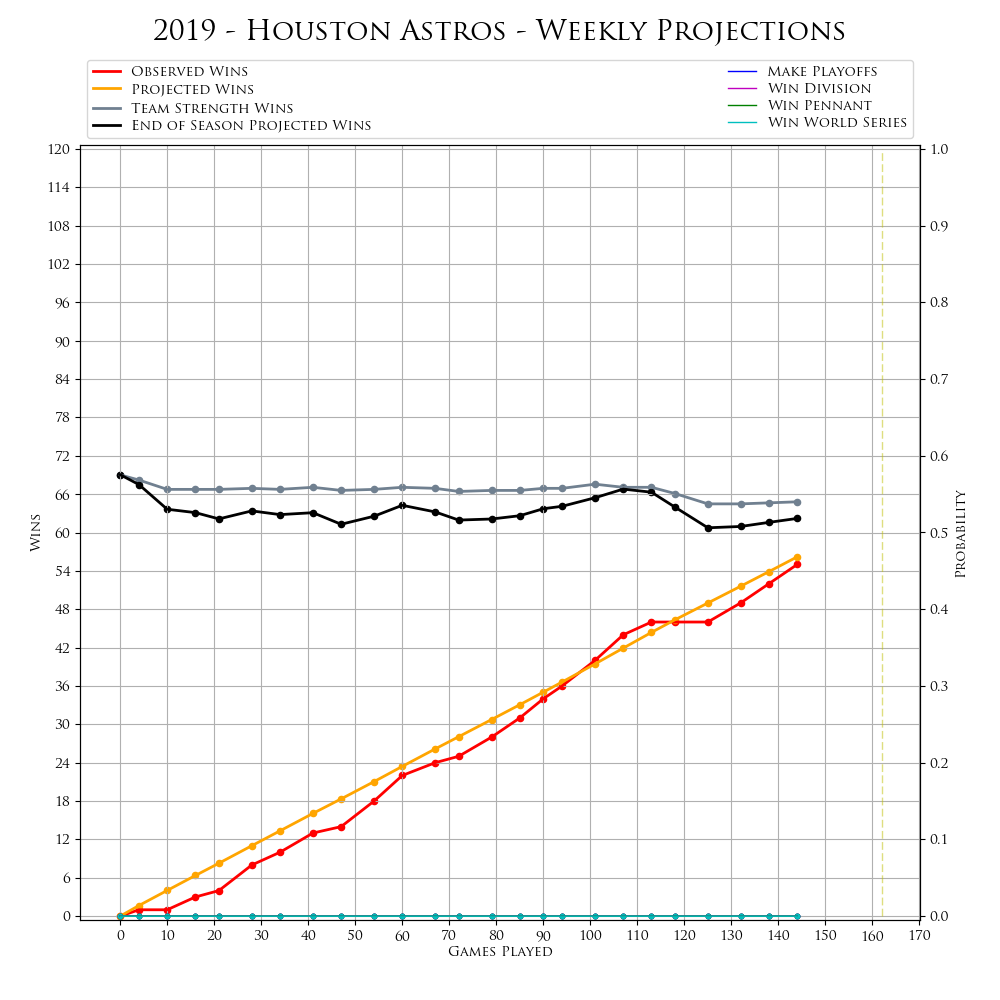 2019 - Houston Astros - Weekly Projections
Observed Wins
Projected Wins
Team Strength Wins
End of Season Projected Wins
Make Playoffs
Win Division
Win Pennant
Win World Series
120
114
108
102
96
90
84
78
72
66
60
54
48
42
36
30
24
18
12
6
0
Wins
1.0
0.9
0.8
0.7
0.6
0.5
0.4
0.3
0.2
0.1
0.0
Probability
0 10 20 30 40 50 60 70 80 90 100 110 120 130 140 150 160 170
Games Played